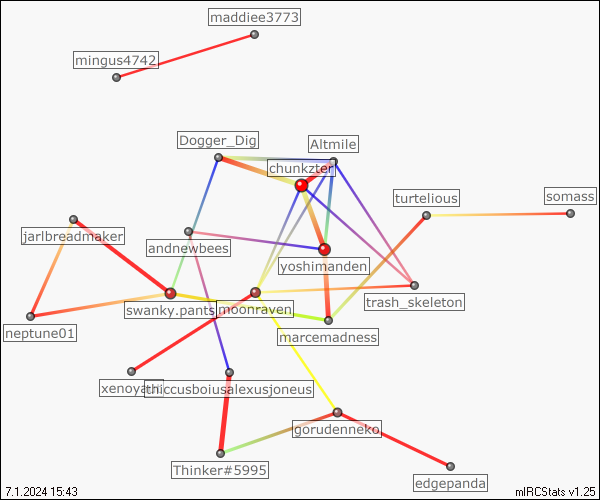 maddiee3773
mingus4742
Dogger_Dig
Altmile
chunkzter
turtelious
somass
jarlbreadmaker
andnewbees
yoshimanden
trash_skeleton
swanky.pants
moonraven
neptune01
marcemadness
thiccusboiusalexusjoneus
gorudenneko
Thinker#5995
edgepanda
7.1.2024 15:43
mIRCStats v1.25